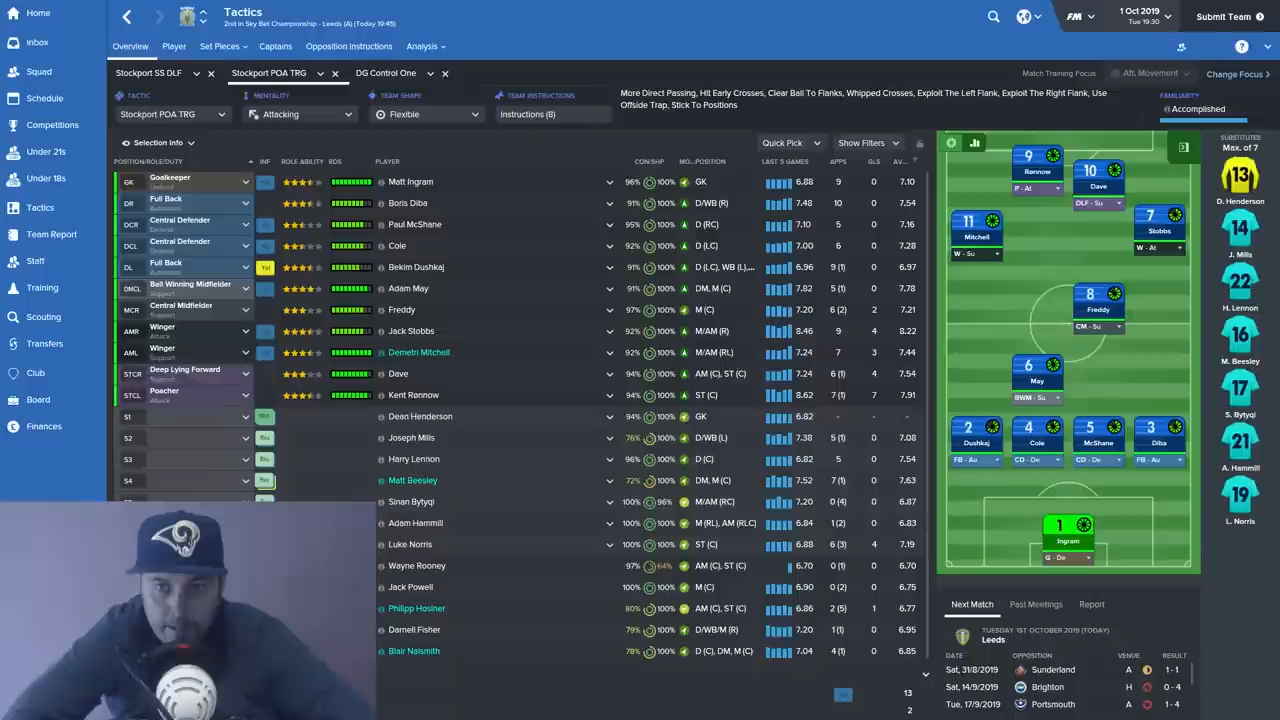 Home
Inbox
Squad
Schedule
Competitions
Under 21s
Under 18s
Tactics
Team Report
Staff
Training
Scouting
Transfers
Club
Board
Finances
Tactics
2nd in Sky Bet Championship - Leeds (A) (Today 19:45)
FM
1 Oct 2019
Tue 19:30
Submit Team
Overview Player Set Pieces Captains Opposition Instructions Analysis
Stockport SS DLF Stockport POA TRG DG Control One
Match Training Focus Att. Movement Change Focus
TACTIC MENTALITY TEAM SHAPE TEAM INSTRUCTIONS
Stockport POA TRG Attacking Flexible Instructions (8)
More Direct Passing, Hit Early Crosses, Clear Ball To Flanks, Whipped Crosses, Exploit The Left Flank, Exploit The Right Flank, Use
Offside Trap, Stick To Positions
FAMILIARITY
Accomplished
Selection Info Quick Pick Show Filters
POSITION/ROLE/DUTY INF ROLE ABILITY RDS PLAYER CON/SHP MO... POSITION LAST 5 GAMES APPS GLS AV...
GK Goalkeeper Defend Matt Ingram 96% 100% GK 6.88 9 0 7.10
DR Full Back Automatic Boris Diba 91% 100% D/WB (R) 7.48 10 0 7.54
DCR Central Defender Defend Paul McShane 95% 100% D (RC) 7.10 5 0 7.16
DCL Central Defender Defend Cole 92% 100% D (LC) 7.00 6 0 7.28
DL Full Back Automatic Yel Bekim Dushkaj 91% 100% D (LC), WB (L),... 6.96 9 (1) 0 6.97
DMCL Ball Winning Midfielder Support Adam May 91% 100% DM, M (C) 7.82 5 (1) 0 7.78
MCR Central Midfielder Support Freddy 94% 100% M (C) 7.20 6 (2) 2 7.21
AMR Winger Attack Jack Stobbs 92% 100% M/AM (R) 8.46 9 4 8.22
AML Winger Support Demetri Mitchell 92% 100% M/AM (RL) 7.24 7 3 7.44
STCR Deep Lying Forward Support Dave 94% 100% AM (C), ST (C) 7.24 6 (1) 4 7.54
STCL Poacher Attack Kent Rønnow 94% 100% ST (C) 8.62 7 (1) 7 7.91
S1 Wnt Dean Henderson 94% 100% GK 6.82 - - -
S2 Rsv Joseph Mills 76% 100% D/WB (L) 7.38 5 (1) 0 7.08
S3 Rsv Harry Lennon 96% 100% D (C) 6.82 5 0 7.54
S4 Rsv Matt Beesley 72% 100% DM, M (C) 7.52 7 (1) 0 7.63
Sinan Bytyqi 100% 96% M/AM (RC) 7.20 0 (4) 0 6.87
Adam Hammill 100% 100% M (RL), AM (RLC) 6.84 1 (2) 0 6.83
Luke Norris 100% 100% ST (C) 6.88 6 (3) 4 7.19
Wayne Rooney 97% 64% AM (C), ST (C) 6.70 0 (1) 0 6.70
Jack Powell 100% 100% M (C) 6.90 0 (2) 0 6.75
Philipp Hosiner 80% 100% AM (C), ST (C) 6.86 2 (5) 1 6.77
Darnell Fisher 79% 100% D/WB/M (R) 7.20 1 (1) 0 6.95
Blair Naismith 78% 100% D (C), DM, M (C) 7.04 4 (1) 0 6.85
13
2
9 Rønnow P - At
10 Dave DLF - Su
11 Mitchell W - Su
7 Stobbs W - At
8 Freddy CM - Su
6 May BWM - Su
2 Dushkaj FB - Au
4 Cole CD - De
5 McShane CD - De
3 Diba FB - Au
1 Ingram G - De
SUBSTITUTES
Max. of 7
13 D. Henderson
14 J. Mills
22 H. Lennon
16 M. Beesley
17 S. Bytyqi
21 A. Hammill
19 L. Norris
Next Match Past Meetings Report
TUESDAY 1ST OCTOBER 2019 (TODAY)
Leeds
DATE OPPOSITION VENUE RESULT
Sat, 31/8/2019 Sunderland A 1-1
Sat, 14/9/2019 Brighton H 0-4
Tue, 17/9/2019 Portsmouth A 1-4